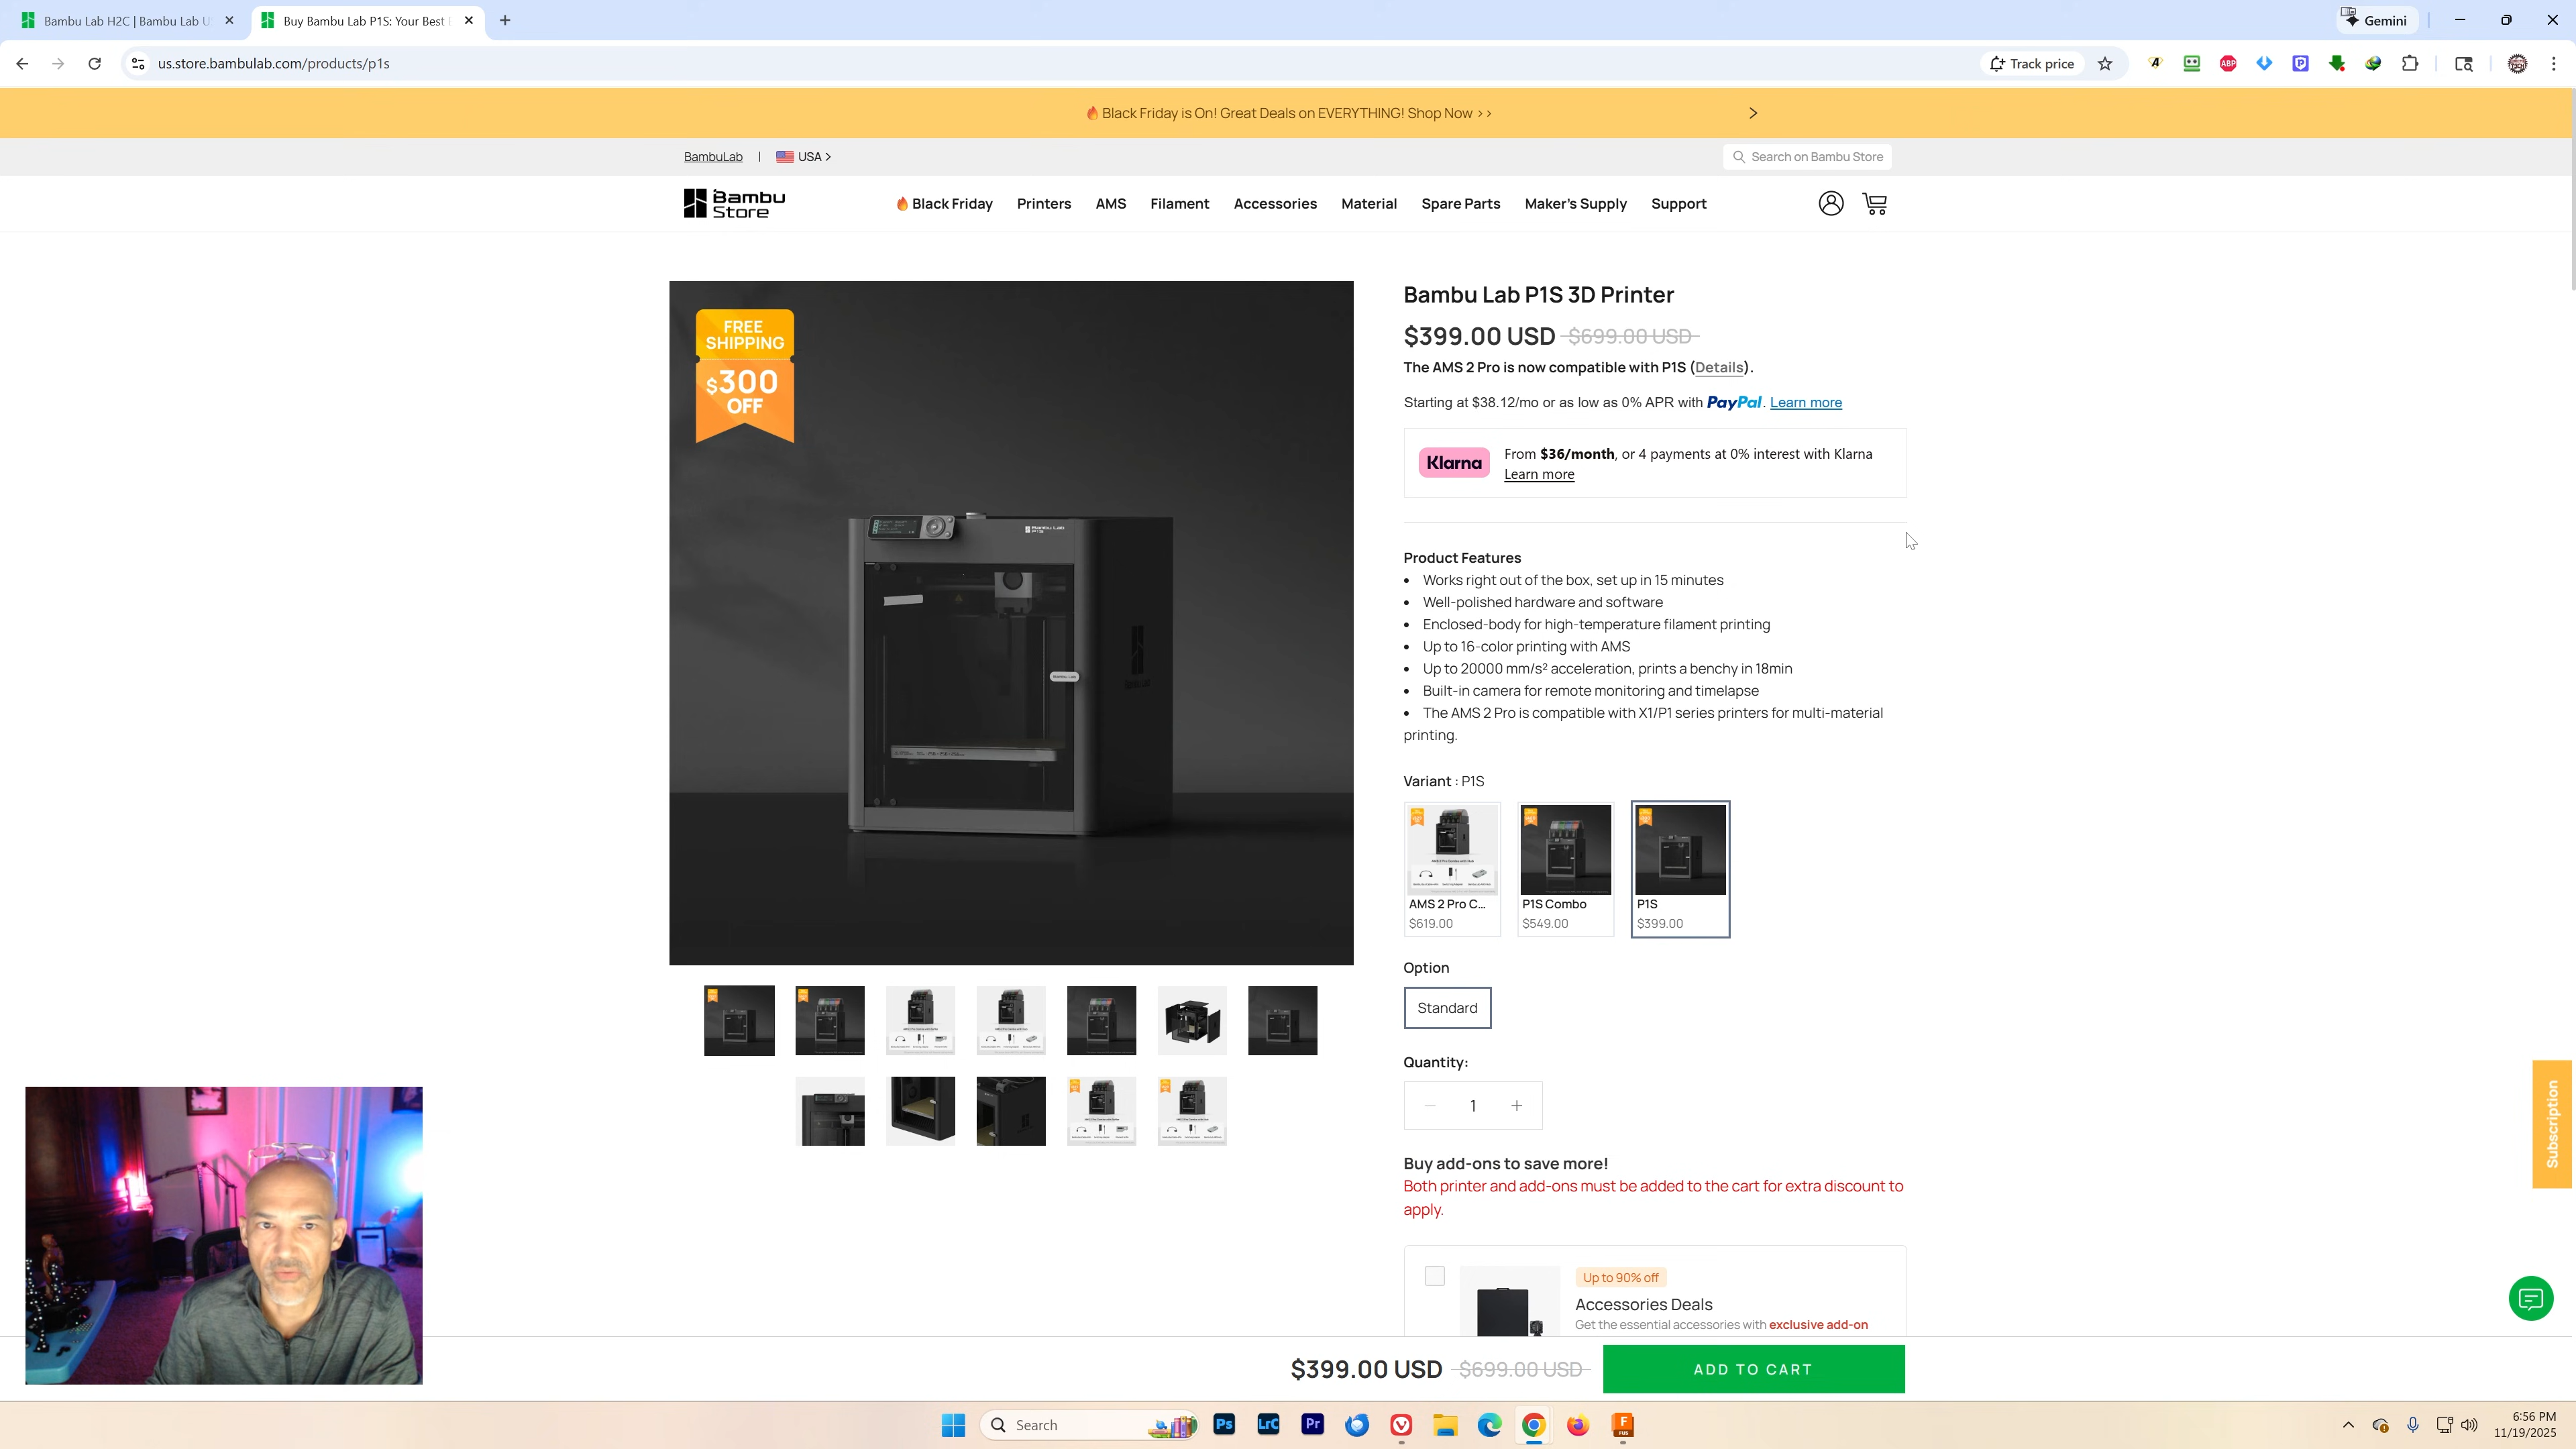 Bambu Lab H2C | Bambu Lab U
Buy Bambu Lab P1S: Your Best
Gemini
us.store.bambulab.com/products/p1s
Track price
ABP
🔥 Black Friday is On! Great Deals on EVERYTHING! Shop Now >>
BambuLab | USA >
Search on Bambu Store
Bambu
Store
🔥 Black Friday Printers AMS Filament Accessories Material Spare Parts Maker's Supply Support
FREE
SHIPPING
$300
OFF
Bambu Lab
P1S
Bambu Lab P1S 3D Printer
$399.00 USD $699.00 USD
The AMS 2 Pro is now compatible with P1S (Details).
Starting at $38.12/mo or as low as 0% APR with PayPal. Learn more
Klarna
From $36/month, or 4 payments at 0% interest with Klarna
Learn more
Product Features
• Works right out of the box, set up in 15 minutes
• Well-polished hardware and software
• Enclosed-body for high-temperature filament printing
• Up to 16-color printing with AMS
• Up to 20000 mm/s² acceleration, prints a benchy in 18min
• Built-in camera for remote monitoring and timelapse
• The AMS 2 Pro is compatible with X1/P1 series printers for multi-material
printing.
Variant : P1S
AMS 2 Pro C...
$619.00
P1S Combo
$549.00
P1S
$399.00
Option
Standard
Quantity:
− 1 +
Buy add-ons to save more!
Both printer and add-ons must be added to the cart for extra discount to
apply.
Up to 90% off
Accessories Deals
Get the essential accessories with exclusive add-on
Subscription
$399.00 USD $699.00 USD
ADD TO CART
Search
Ps
LrC
Pr
F
FUS
6:56 PM
11/19/2025